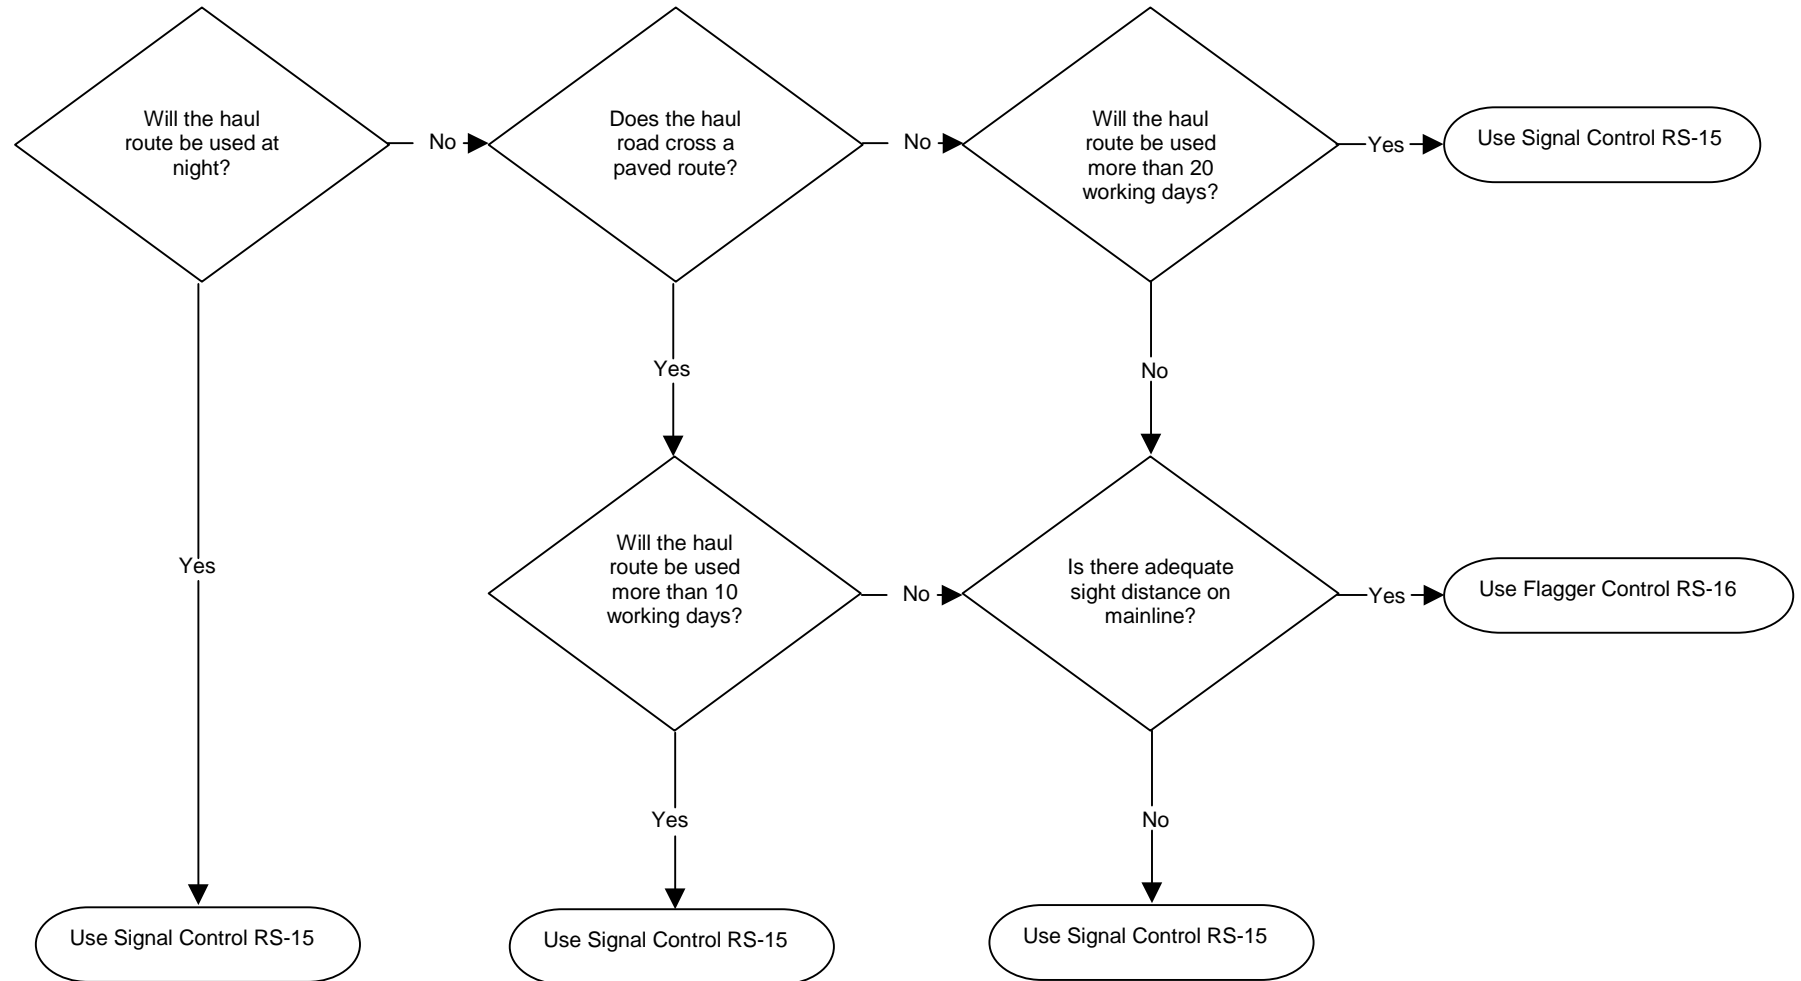 Will the haul
route be used at
night?
No
Does the haul
road cross a
paved route?
No
Will the haul
route be used
more than 20
working days?
Yes
Use Signal Control RS-15
Yes
No
Yes
Will the haul
route be used
more than 10
working days?
No
Is there adequate
sight distance on
mainline?
Yes
Use Flagger Control RS-16
Yes
No
Use Signal Control RS-15
Use Signal Control RS-15
Use Signal Control RS-15